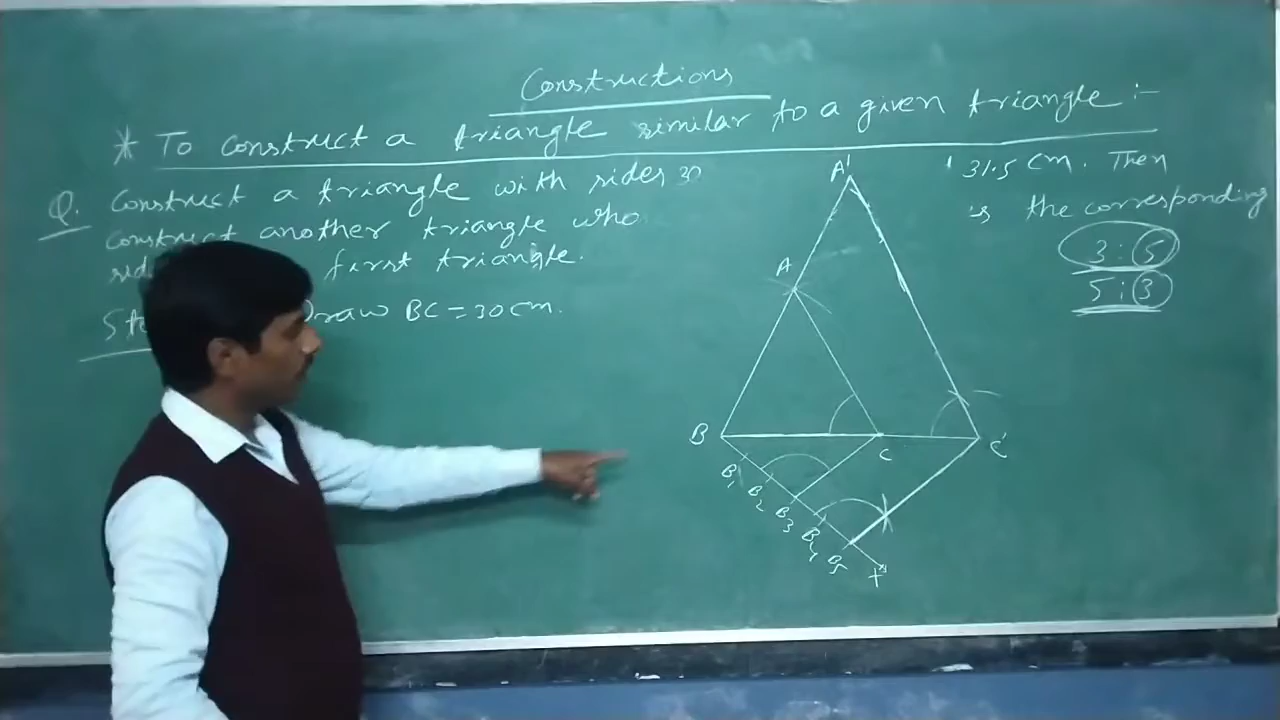 Constructions
* To construct a triangle similar to a given triangle :-
Q. Construct a triangle with sides 30
31.5 cm. Then
construct another triangle who
is the corresponding
first triangle.
3:5
5:3
Draw BC = 30 cm.
A'
A
B
C
C'
B1
B2
B3
B4
B5